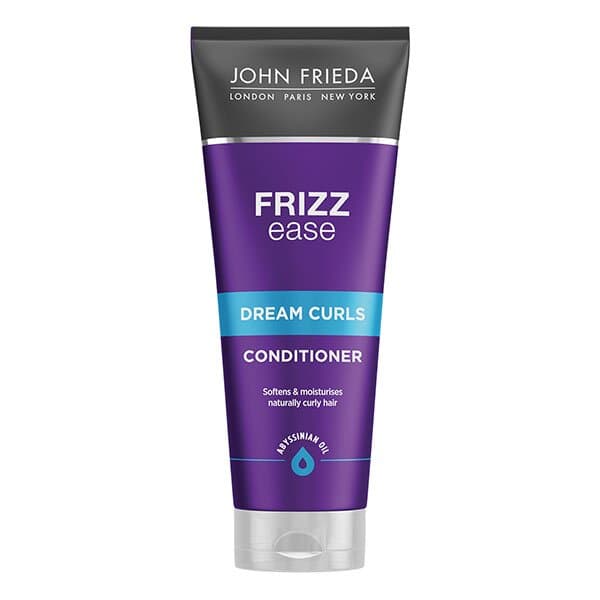 JOHN FRIEDA
LONDON PARIS NEW YORK
FRIZZ
ease
DREAM CURLS
CONDITIONER
Softens & moisturises
naturally curly hair
ABYSSINIAN OIL